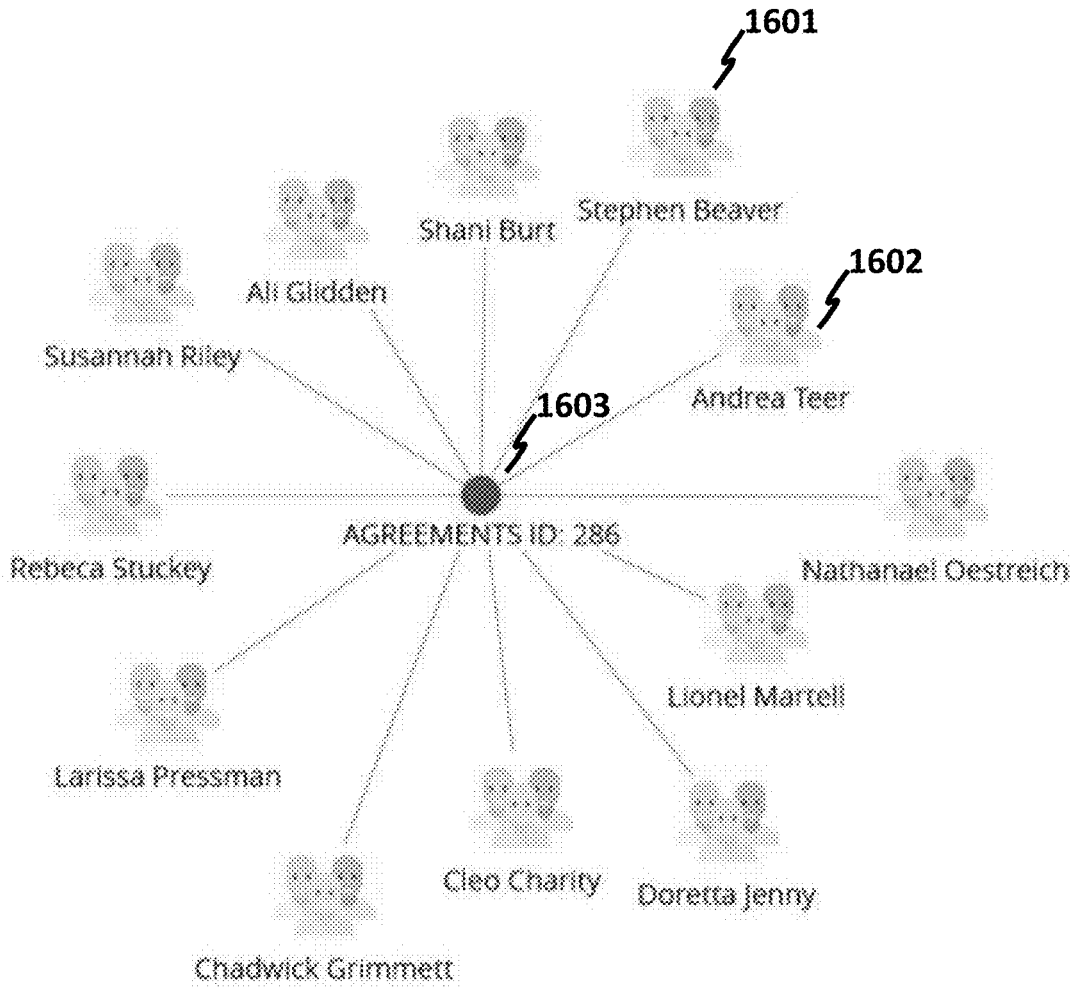 1601
Stephen Beaver
Shani Burt
1602
Ali Glidden
Susannah Riley
Andrea Teer
1603
AGREEMENTS ID: 286
Rebeca Stuckey
Nathanael Oestreich
Lionel Martell
Larissa Pressman
Cleo Charity
Doretta Jenny
Chadwick Grimmett